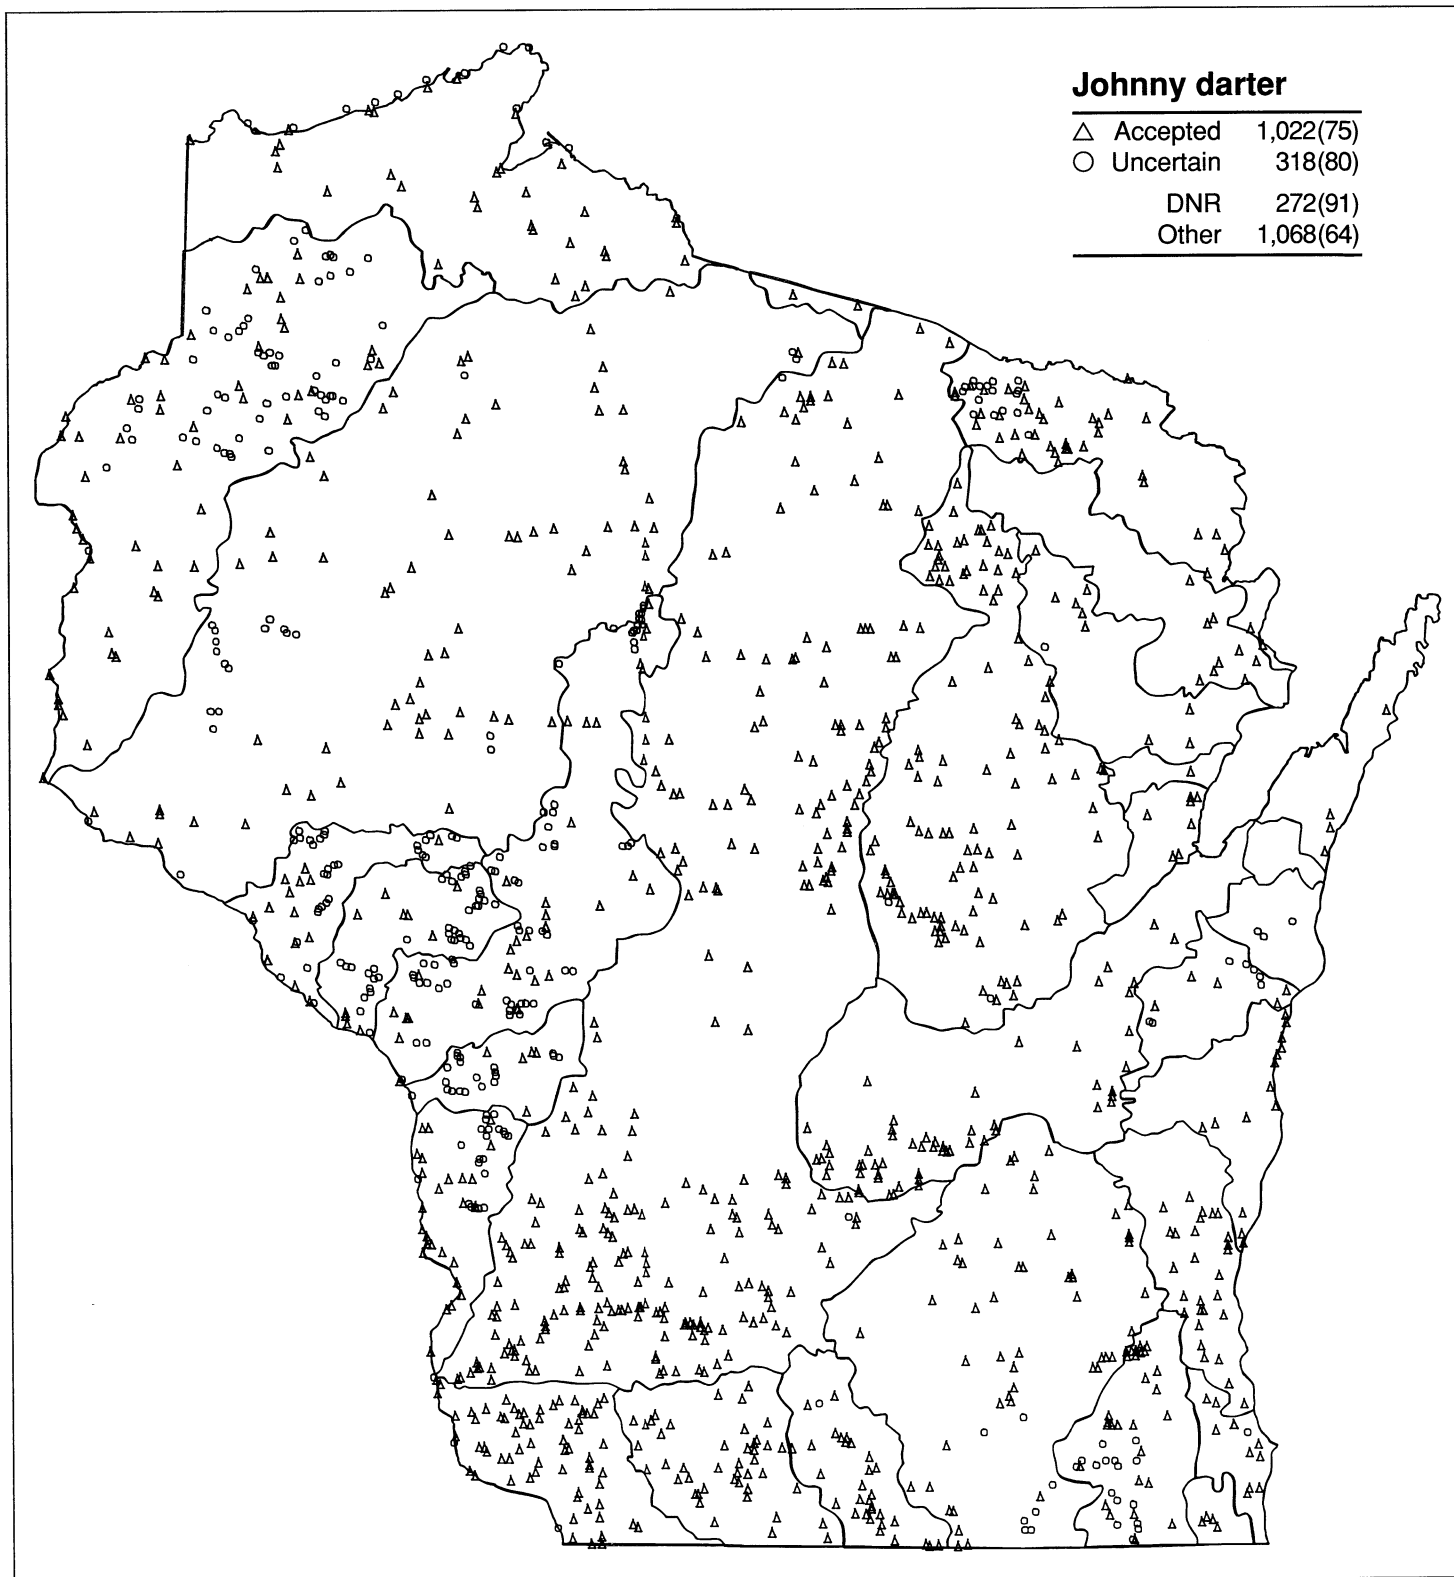 Johnny darter
△ Accepted 1,022(75)
○ Uncertain 318(80)
DNR 272(91)
Other 1,068(64)